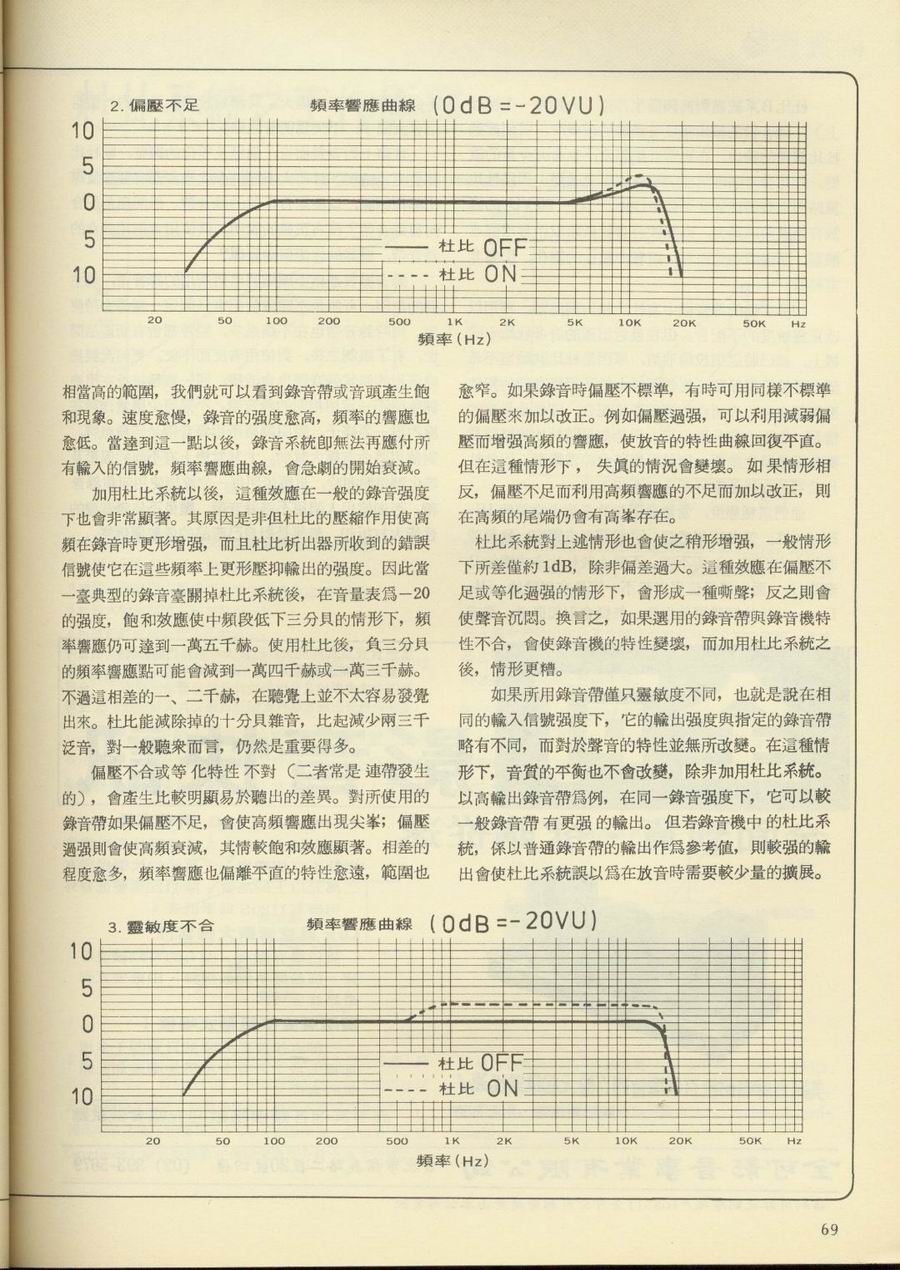 2. 偏壓不足
頻率響應曲線 (0dB=-20VU)
10
5
0
5
10
杜比 OFF
杜比 ON
20 50 100 200 500 1K 2K 5K 10K 20K 50K Hz
頻率(Hz)
相當高的範圍，我們就可以看到錄音帶或音頭產生飽
和現象。速度愈慢，錄音的强度愈高，頻率的響應也
愈低。當達到這一點以後，錄音系統卽無法再應付所
有輸入的信號，頻率響應曲線，會急劇的開始衰減。
加用杜比系統以後，這種效應在一般的錄音强度
下也會非常顯著。其原因是非但杜比的壓縮作用使高
頻在錄音時更形增强，而且杜比析出器所收到的錯誤
信號使它在這些頻率上更形壓抑輸出的强度。因此當
一臺典型的錄音臺關掉杜比系統後，在音量表爲－20
的强度，飽和效應使中頻段低下三分貝的情形下，頻
率響應仍可達到一萬五千赫。使用杜比後，負三分貝
的頻率響應點可能會減到一萬四千赫或一萬三千赫。
不過這相差的一、二千赫，在聽覺上並不太容易發覺
出來。杜比能減除掉的十分貝雜音，比起減少兩三千
泛音，對一般聽衆而言，仍然是重要得多。
偏壓不合或等化特性不對（二者常是連帶發生
的），會產生比較明顯易於聽出的差異。對所使用的
錄音帶如果偏壓不足，會使高頻響應出現尖峯；偏壓
過强則會使高頻衰減，其情較飽和效應顯著。相差的
程度愈多，頻率響應也偏離平直的特性愈遠，範圍也
愈窄。如果錄音時偏壓不標準，有時可用同樣不標準
的偏壓來加以改正。例如偏壓過强，可以利用減弱偏
壓而增强高頻的響應，使放音的特性曲線回復平直。
但在這種情形下，失眞的情況會變壞。如果情形相
反，偏壓不足而利用高頻響應的不足而加以改正，則
在高頻的尾端仍會有高峯存在。
杜比系統對上述情形也會使之稍形增强，一般情形
下所差僅約1dB，除非偏差過大。這種效應在偏壓不
足或等化過强的情形下，會形成一種嘶聲；反之則會
使聲音沉悶。換言之，如果選用的錄音帶與錄音機特
性不合，會使錄音機的特性變壞，而加用杜比系統之
後，情形更糟。
如果所用錄音帶僅只靈敏度不同，也就是說在相
同的輸入信號强度下，它的輸出强度與指定的錄音帶
略有不同，而對於聲音的特性並無所改變。在這種情
形下，音質的平衡也不會改變，除非加用杜比系統。
以高輸出錄音帶爲例，在同一錄音强度下，它可以較
一般錄音帶有更强的輸出。但若錄音機中的杜比系
統，係以普通錄音帶的輸出作爲參考値，則較强的輸
出會使杜比系統誤以爲在放音時需要較少量的擴展。
3. 靈敏度不合
頻率響應曲線 (0dB=-20VU)
10
5
0
5
10
杜比 OFF
杜比 ON
20 50 100 200 500 1K 2K 5K 10K 20K 50K Hz
頻率(Hz)
69